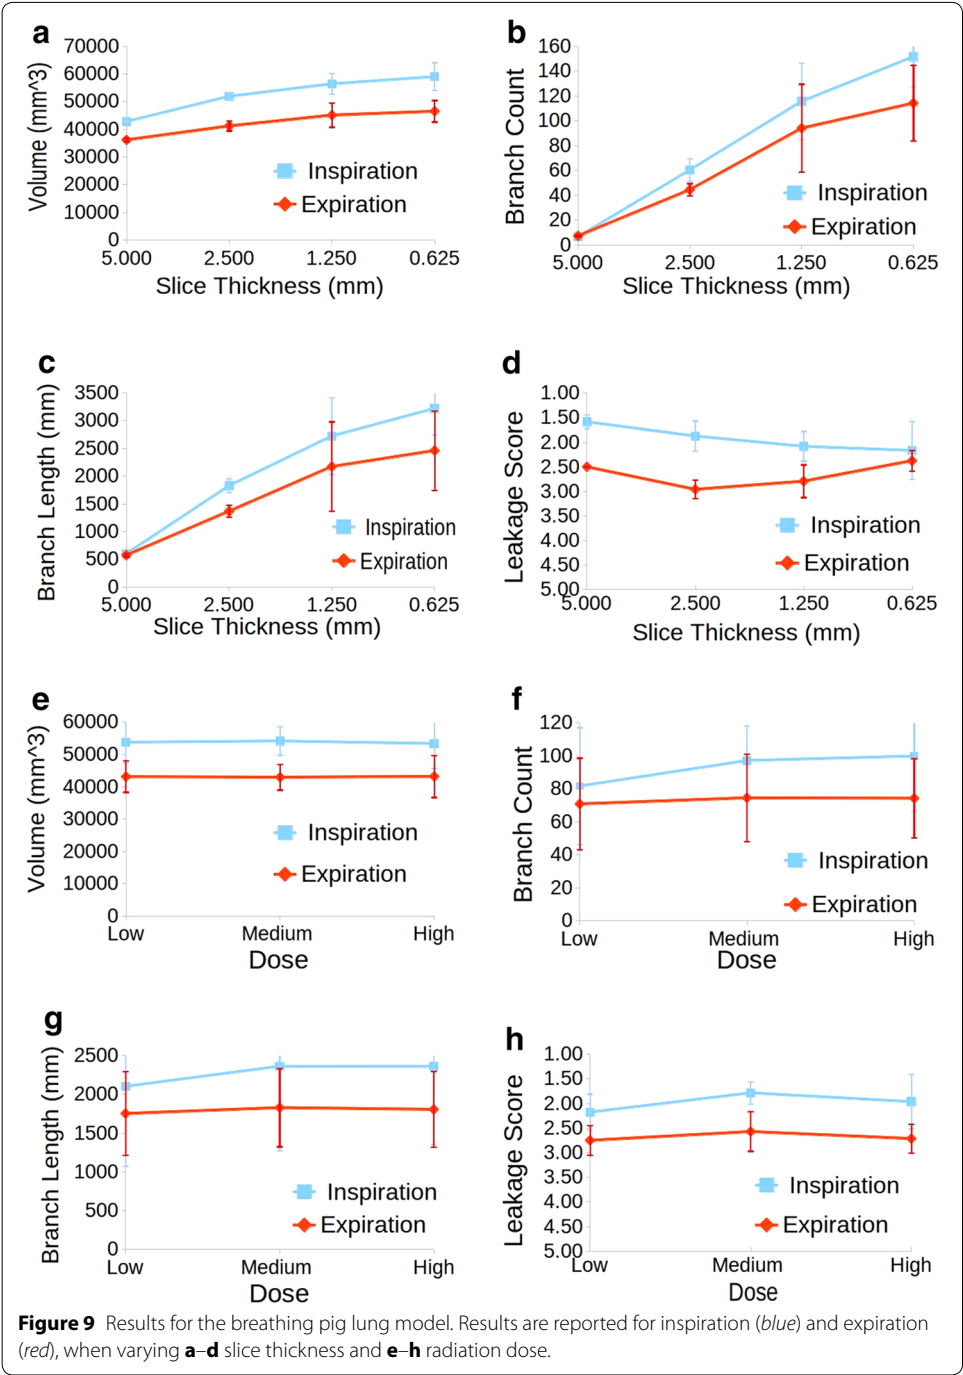 a
70000
60000
50000
40000
30000
20000
10000
0
Volume (mm^3)
Inspiration
Expiration
5.000 2.500 1.250 0.625
Slice Thickness (mm)
b
160
140
120
100
80
60
40
20
0
Branch Count
Inspiration
Expiration
5.000 2.500 1.250 0.625
Slice Thickness (mm)
c
3500
3000
2500
2000
1500
1000
500
0
Branch Length (mm)
Inspiration
Expiration
5.000 2.500 1.250 0.625
Slice Thickness (mm)
d
1.00
1.50
2.00
2.50
3.00
3.50
4.00
4.50
5.00
Leakage Score
Inspiration
Expiration
5.000 2.500 1.250 0.625
Slice Thickness (mm)
e
60000
50000
40000
30000
20000
10000
0
Volume (mm^3)
Inspiration
Expiration
Low Medium High
Dose
f
120
100
80
60
40
20
0
Branch Count
Inspiration
Expiration
Low Medium High
Dose
g
2500
2000
1500
1000
500
0
Branch Length (mm)
Inspiration
Expiration
Low Medium High
Dose
h
1.00
1.50
2.00
2.50
3.00
3.50
4.00
4.50
5.00
Leakage Score
Inspiration
Expiration
Low Medium High
Dose
Figure 9 Results for the breathing pig lung model. Results are reported for inspiration (blue) and expiration
(red), when varying a–d slice thickness and e–h radiation dose.